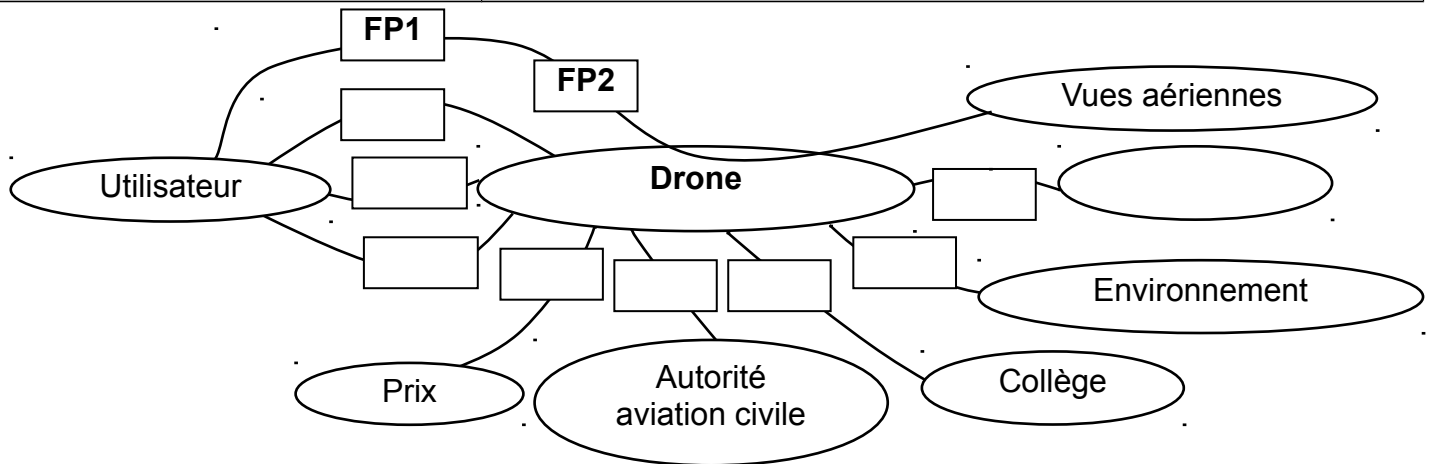 FP1
FP2
Vues aériennes
Utilisateur
Drone
Environnement
Prix
Autorité
aviation civile
Collège